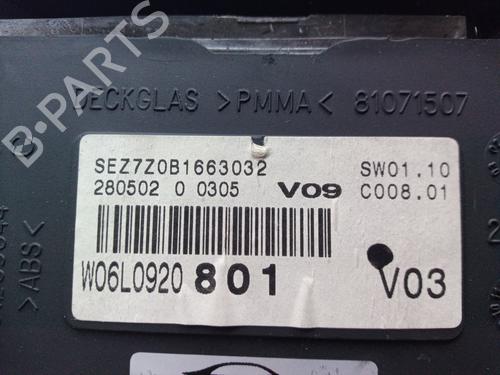 B-PARTS
DECKGLAS >PMMA< 81071507
SEZ7Z0B1663032 SW01.10
280502 0 0305 V09 C008.01
W06L0920 801 V03
>ABS<